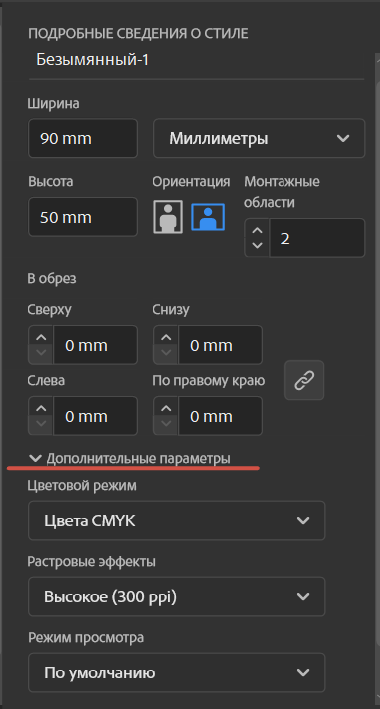 ПОДРОБНЫЕ СВЕДЕНИЯ О СТИЛЕ
Безымянный-1
Ширина
90 mm
Миллиметры
Высота
Ориентация
Монтажные
области
50 mm
2
В обрез
Сверху
Снизу
0 mm
0 mm
Слева
По правому краю
0 mm
0 mm
Дополнительные параметры
Цветовой режим
Цвета CMYK
Растровые эффекты
Высокое (300 ppi)
Режим просмотра
По умолчанию